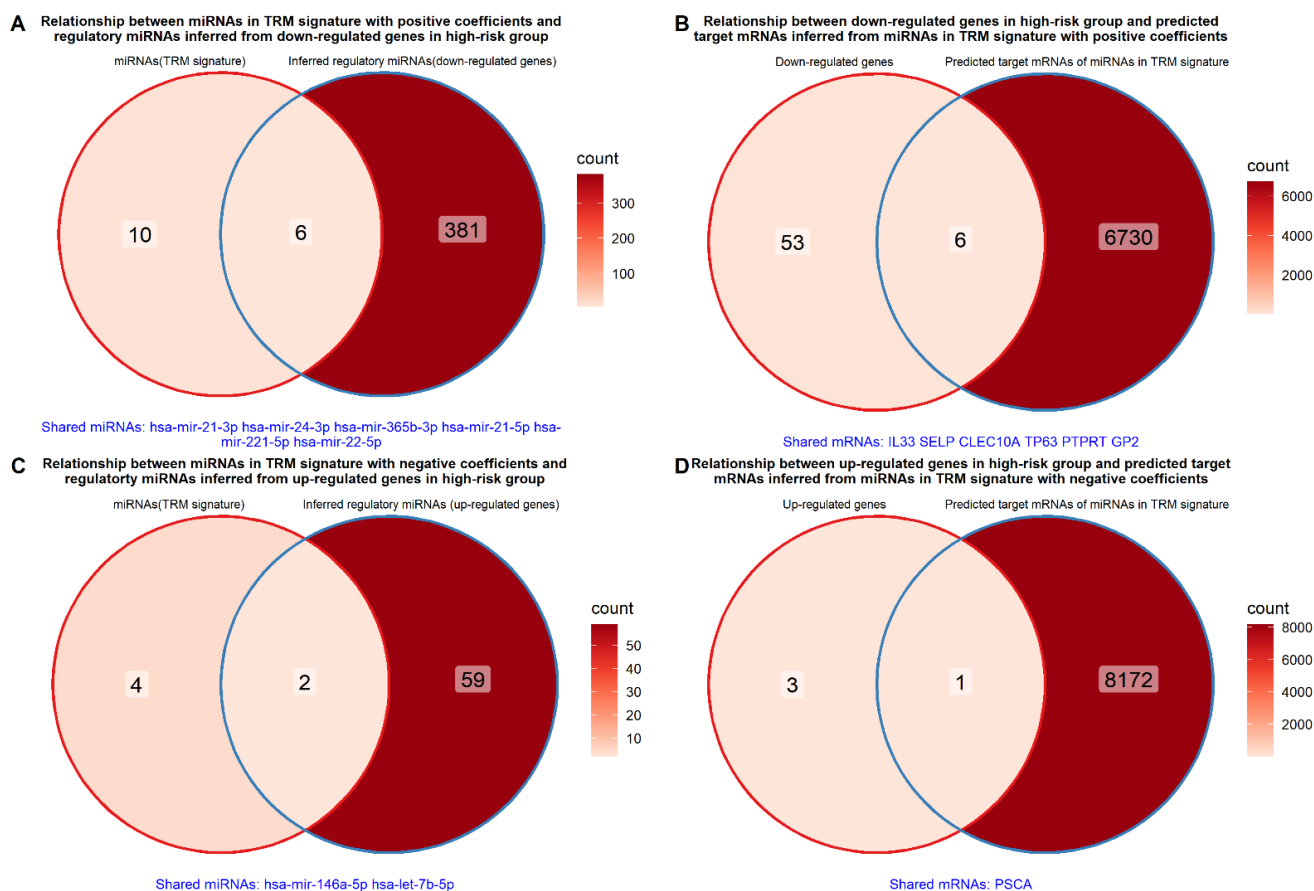 A
Relationship between miRNAs in TRM signature with positive coefficients and
regulatory miRNAs inferred from down-regulated genes in high-risk group
miRNAs(TRM signature)
Inferred regulatory miRNAs(down-regulated genes)
10
6
381
count
300
200
100
Shared miRNAs: hsa-mir-21-3p hsa-mir-24-3p hsa-mir-365b-3p hsa-mir-21-5p hsa-
mir-221-5p hsa-mir-22-5p
B
Relationship between down-regulated genes in high-risk group and predicted
target mRNAs inferred from miRNAs in TRM signature with positive coefficients
Down-regulated genes
Predicted target mRNAs of miRNAs in TRM signature
53
6
6730
count
6000
4000
2000
Shared mRNAs: IL33 SELP CLEC10A TP63 PTPRT GP2
C
Relationship between miRNAs in TRM signature with negative coefficients and
regulatorty miRNAs inferred from up-regulated genes in high-risk group
miRNAs(TRM signature)
Inferred regulatory miRNAs (up-regulated genes)
4
2
59
count
50
40
30
20
10
Shared miRNAs: hsa-mir-146a-5p hsa-let-7b-5p
D
Relationship between up-regulated genes in high-risk group and predicted target
mRNAs inferred from miRNAs in TRM signature with negative coefficients
Up-regulated genes
Predicted target mRNAs of miRNAs in TRM signature
3
1
8172
count
8000
6000
4000
2000
Shared mRNAs: PSCA